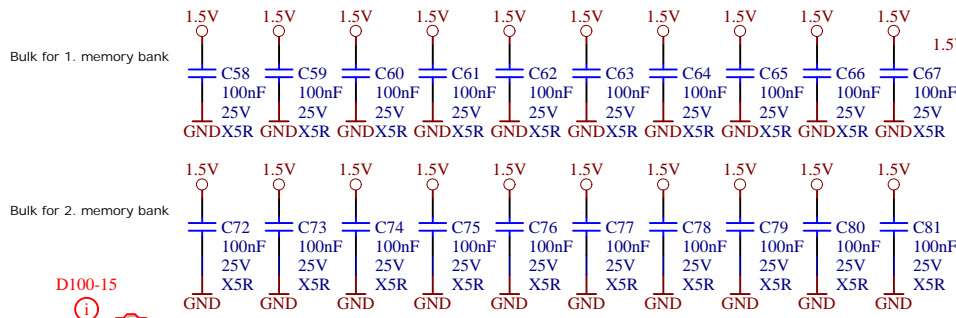 1.5V 1.5V 1.5V 1.5V 1.5V 1.5V 1.5V 1.5V 1.5V 1.5V
1.5V
Bulk for 1. memory bank
C58 C59 C60 C61 C62 C63 C64 C65 C66 C67
100nF 100nF 100nF 100nF 100nF 100nF 100nF 100nF 100nF 100nF
25V 25V 25V 25V 25V 25V 25V 25V 25V 25V
GND X5R GND X5R GND X5R GND X5R GND X5R GND X5R GND X5R GND X5R GND X5R GND X5R
1.5V 1.5V 1.5V 1.5V 1.5V 1.5V 1.5V 1.5V 1.5V 1.5V
Bulk for 2. memory bank
C72 C73 C74 C75 C76 C77 C78 C79 C80 C81
100nF 100nF 100nF 100nF 100nF 100nF 100nF 100nF 100nF 100nF
25V 25V 25V 25V 25V 25V 25V 25V 25V 25V
X5R X5R X5R X5R X5R X5R X5R X5R X5R X5R
D100-15
GND GND GND GND GND GND GND GND GND GND
i